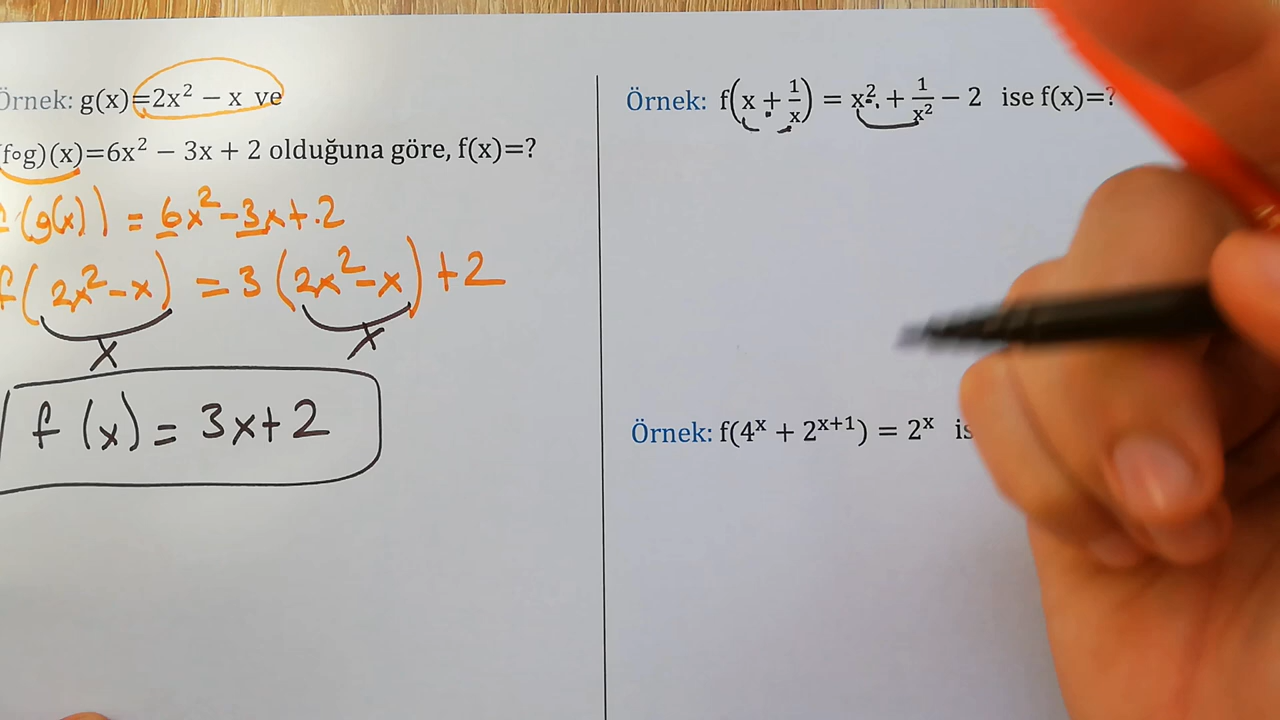 Örnek: g(x)=2x² − x ve
(f∘g)(x)=6x² − 3x + 2 olduğuna göre, f(x)=?
(g(x)) = 6x² - 3x + 2
f(2x² - x) = 3(2x² - x) + 2
x x
f(x) = 3x + 2
Örnek: f(x + 1/x) = x² + 1/x² − 2 ise f(x)=?
Örnek: f(4ˣ + 2ˣ⁺¹) = 2ˣ